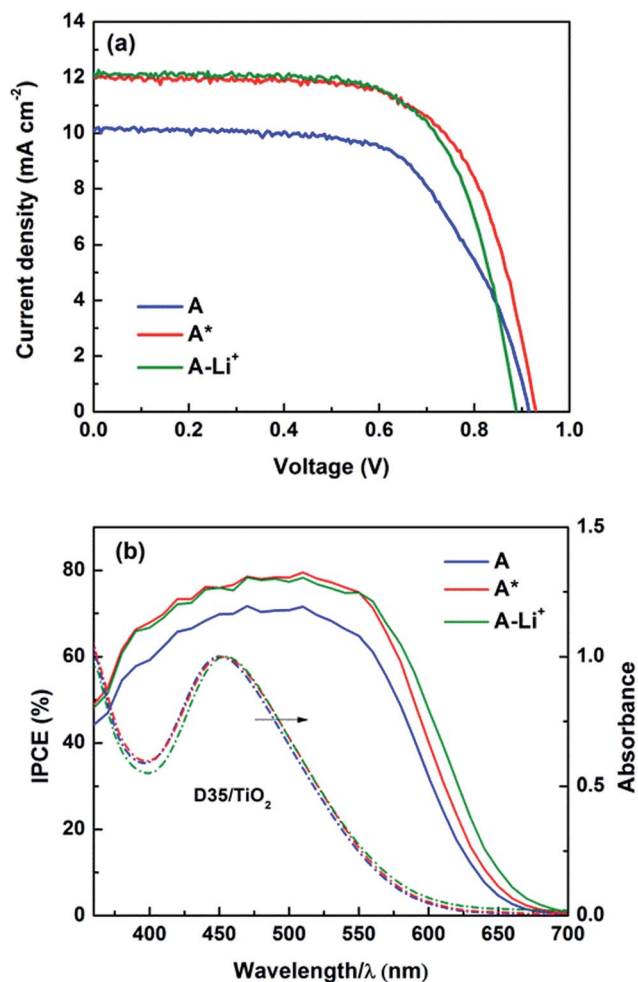 (a)
Current density (mA cm⁻²)
14
12
10
8
6
4
2
0
A
A*
A-Li⁺
0.0 0.2 0.4 0.6 0.8 1.0
Voltage (V)
(b)
IPCE (%)
80
60
40
20
0
A
A*
A-Li⁺
D35/TiO₂
1.5
1.0
0.5
0.0
Absorbance
400 450 500 550 600 650 700
Wavelength/λ (nm)